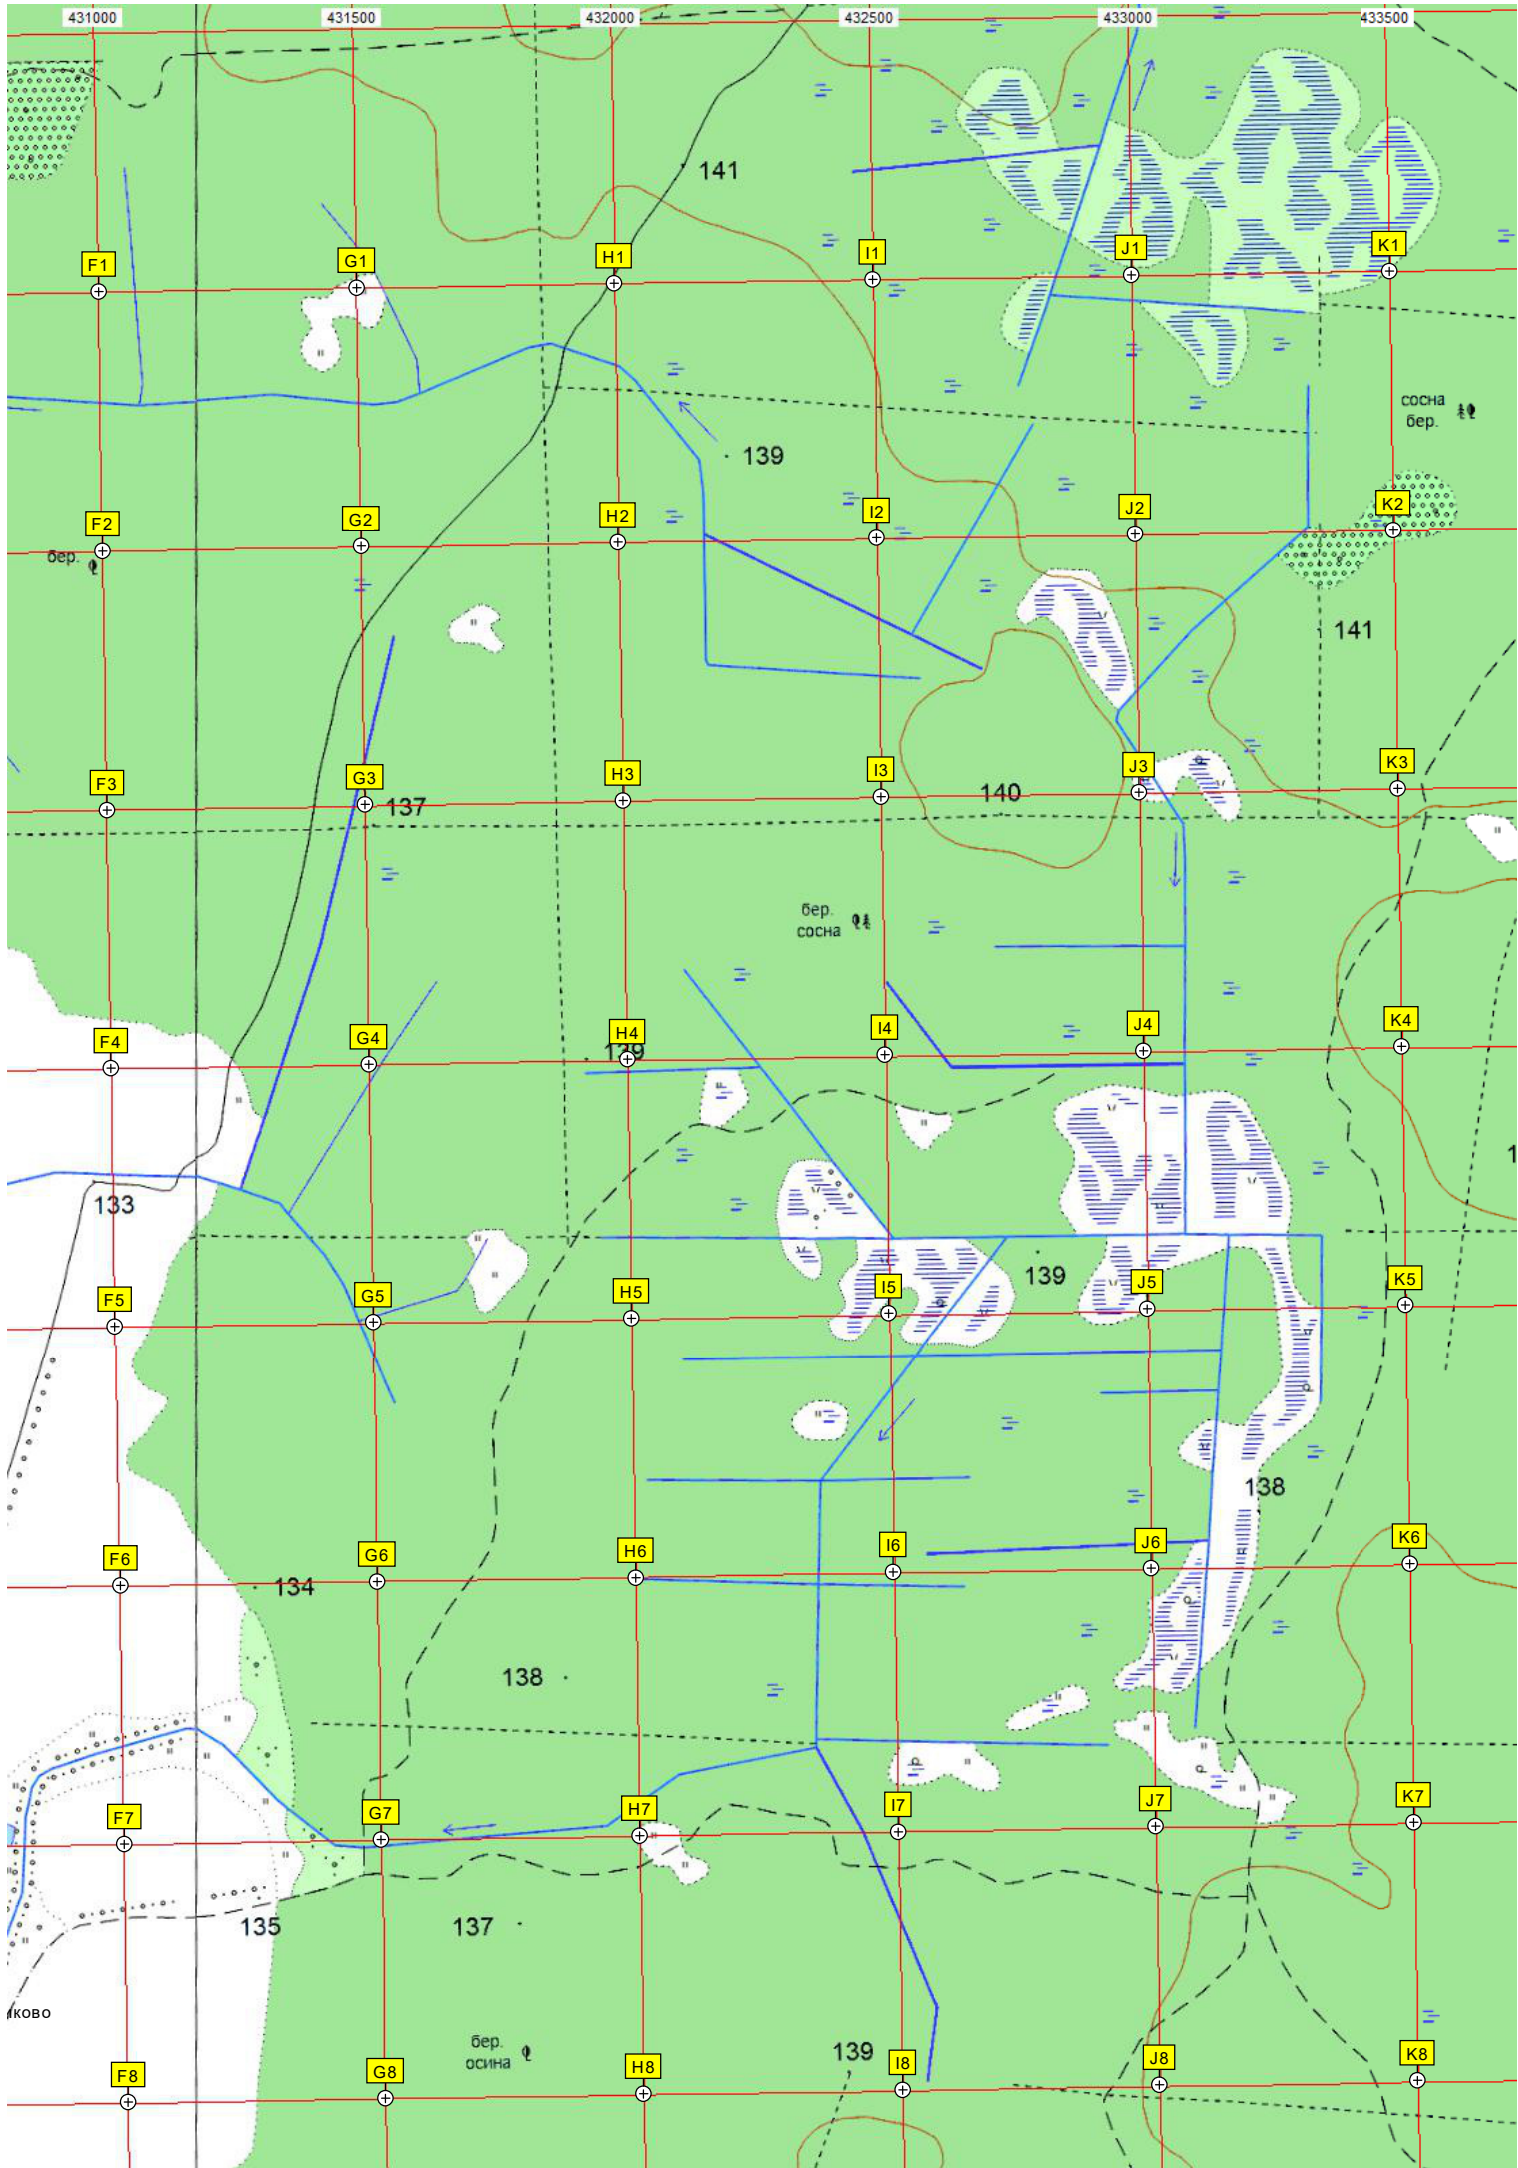 431000 431500 432000 432500 433000 433500
141
F1 G1 H1 I1 J1 K1
сосна
бер.
139
F2 G2 H2 I2 J2 K2
бер.
141
F3 G3 H3 I3 J3 K3
137 140
бер.
сосна
F4 G4 H4 I4 J4 K4
139
133
139
F5 G5 H5 I5 J5 K5
138
F6 G6 H6 I6 J6 K6
134
138
F7 G7 H7 I7 J7 K7
135 137
ково
бер.
осина
139
F8 G8 H8 I8 J8 K8